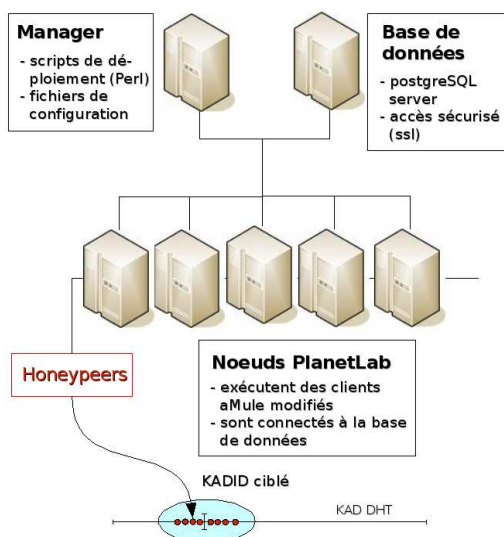 Manager
- scripts de dé-
ploiement (Perl)
- fichiers de
configuration
Base de
données
- postgreSQL
server
- accès sécurisé
(ssl)
Honeypeers
Noeuds PlanetLab
- exécutent des clients
aMule modifiés
- sont connectés à la base
de données
KADID ciblé
KAD DHT